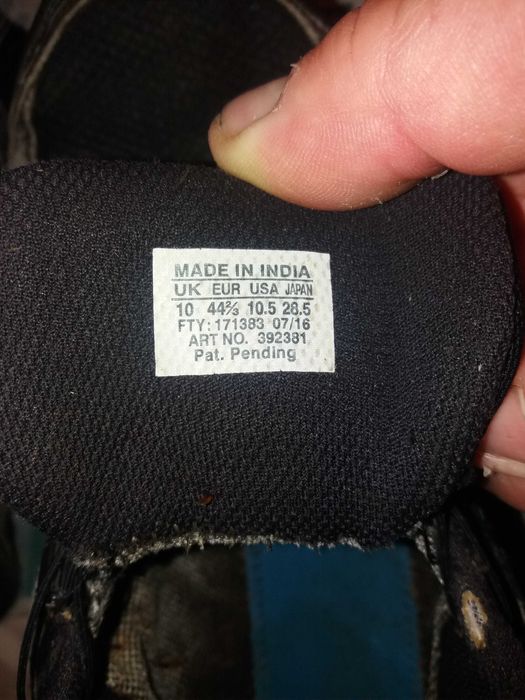 MADE IN INDIA
UK EUR USA JAPAN
10 44⅔ 10.5 28.5
FTY: 171383 07/16
ART NO. 392381
Pat. Pending